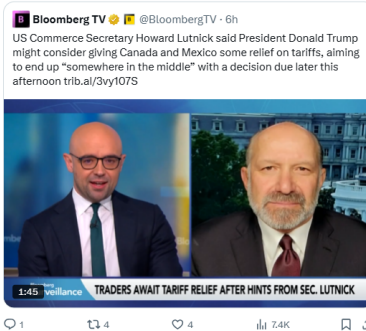 Bloomberg TV @BloombergTV · 6h
US Commerce Secretary Howard Lutnick said President Donald Trump
might consider giving Canada and Mexico some relief on tariffs, aiming
to end up “somewhere in the middle” with a decision due later this
afternoon trib.al/3vy107S
1:45
veillance
TRADERS AWAIT TARIFF RELIEF AFTER HINTS FROM SEC. LUTNICK
1 4 4 7.4K